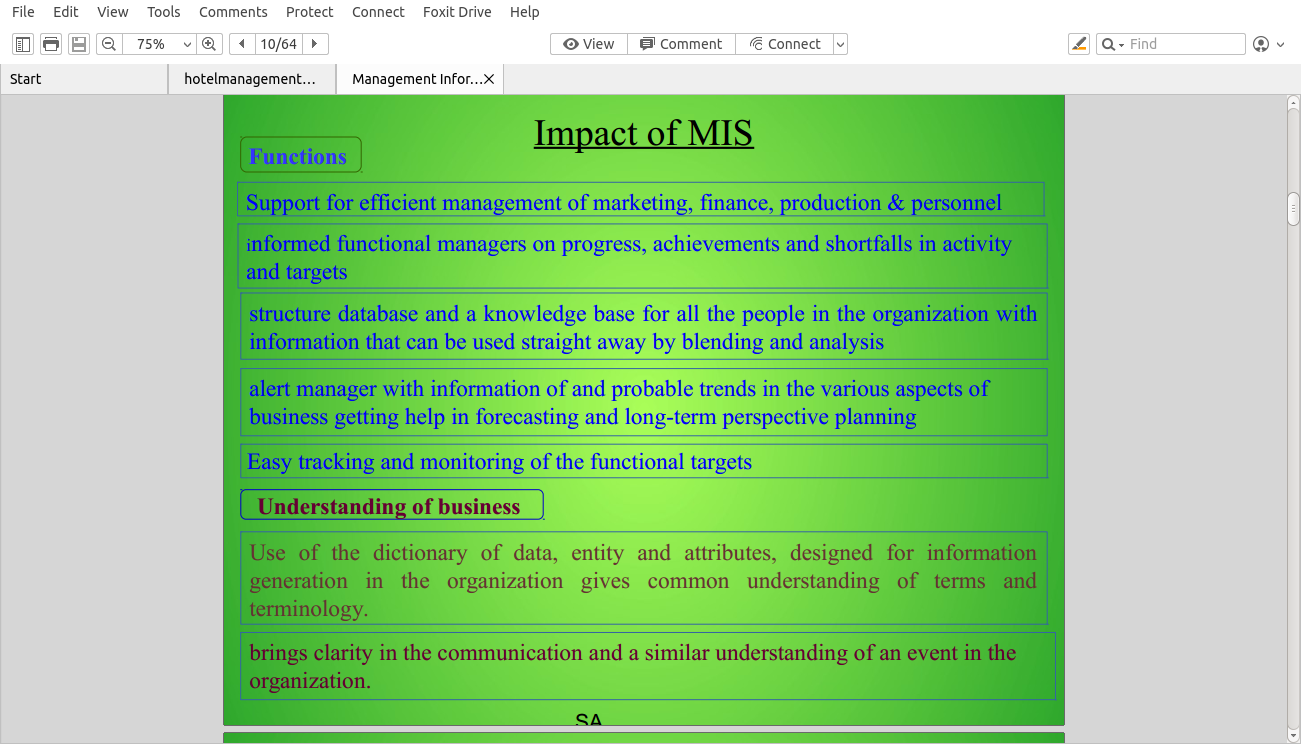 File Edit View Tools Comments Protect Connect Foxit Drive Help
75% 10/64 View Comment Connect Find
Start hotelmanagement... Management Infor...
Impact of MIS
Functions
Support for efficient management of marketing, finance, production & personnel
informed functional managers on progress, achievements and shortfalls in activity
and targets
structure database and a knowledge base for all the people in the organization with
information that can be used straight away by blending and analysis
alert manager with information of and probable trends in the various aspects of
business getting help in forecasting and long-term perspective planning
Easy tracking and monitoring of the functional targets
Understanding of business
Use of the dictionary of data, entity and attributes, designed for information
generation in the organization gives common understanding of terms and
terminology.
brings clarity in the communication and a similar understanding of an event in the
organization.
SA